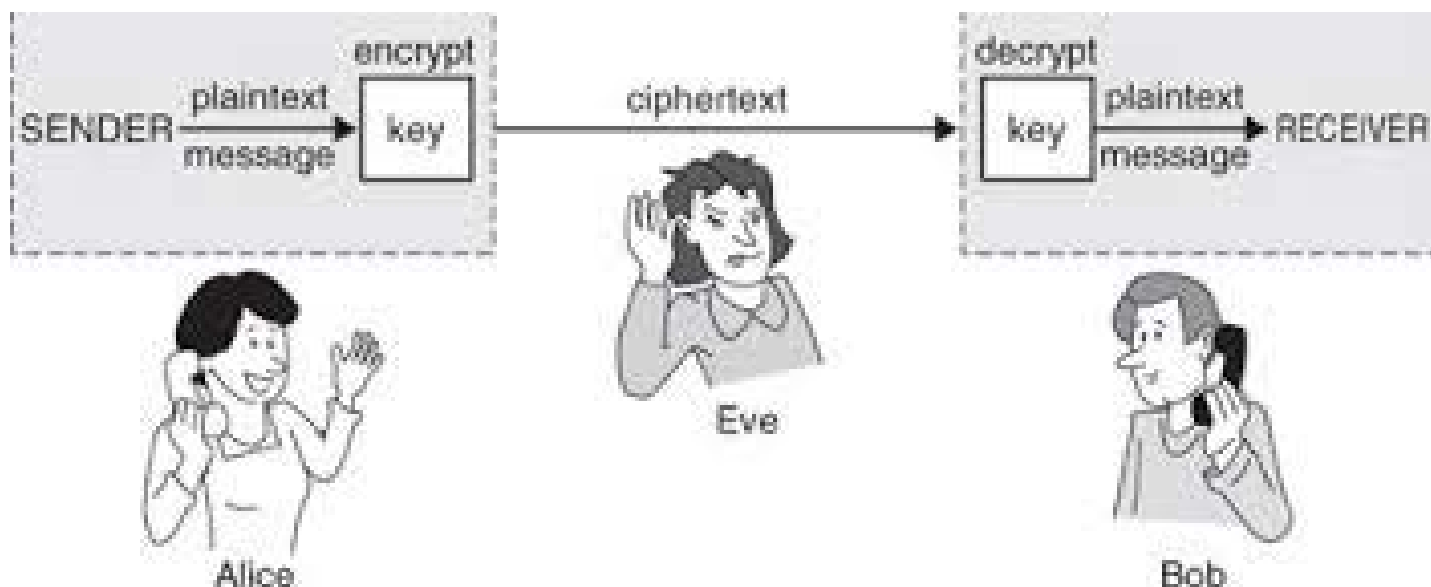 encrypt
decrypt
plaintext
ciphertext
plaintext
SENDER
key
key
RECEIVER
message
message
Eve
Alice
Bob